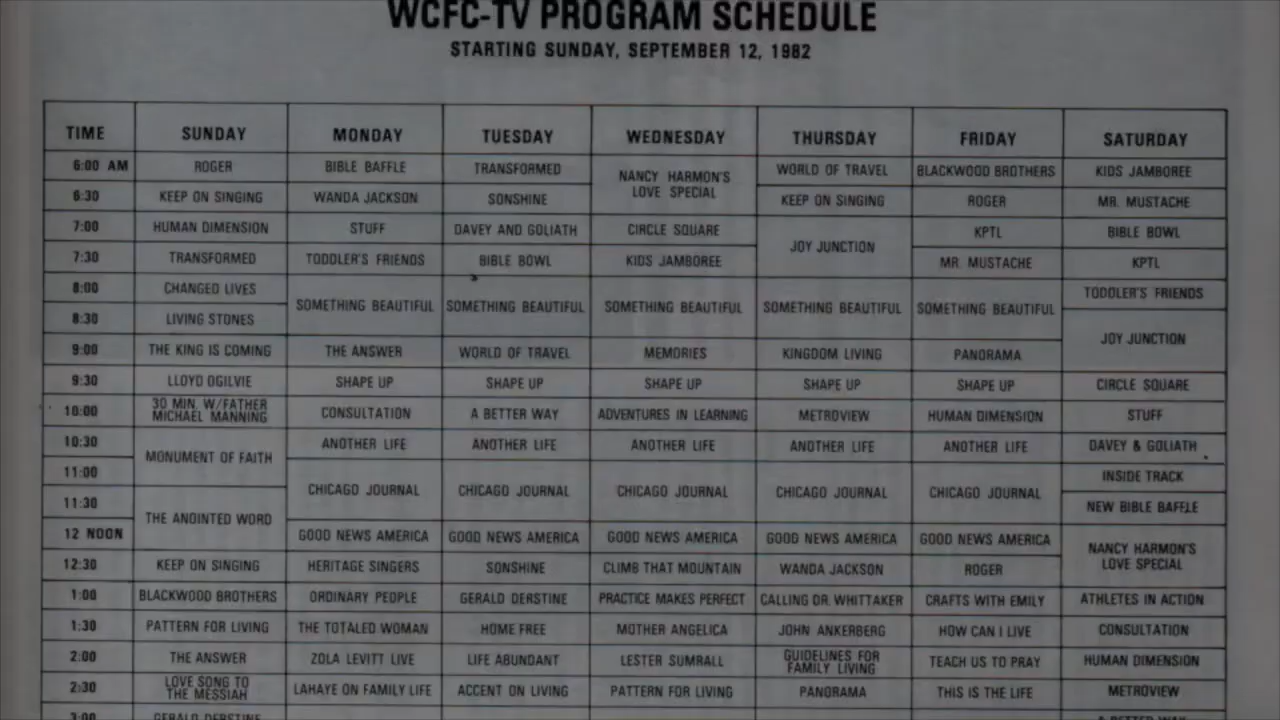 WCFC-TV PROGRAM SCHEDULE
STARTING SUNDAY, SEPTEMBER 12, 1982
TIME SUNDAY MONDAY TUESDAY WEDNESDAY THURSDAY FRIDAY SATURDAY
6:00 AM ROGER BIBLE BAFFLE TRANSFORMED NANCY HARMON'S LOVE SPECIAL WORLD OF TRAVEL BLACKWOOD BROTHERS KIDS JAMBOREE
6:30 KEEP ON SINGING WANDA JACKSON SONSHINE KEEP ON SINGING ROGER MR. MUSTACHE
7:00 HUMAN DIMENSION STUFF DAVEY AND GOLIATH CIRCLE SQUARE JOY JUNCTION KPTL BIBLE BOWL
7:30 TRANSFORMED TODDLER'S FRIENDS BIBLE BOWL KIDS JAMBOREE MR. MUSTACHE KPTL
8:00 CHANGED LIVES SOMETHING BEAUTIFUL SOMETHING BEAUTIFUL SOMETHING BEAUTIFUL SOMETHING BEAUTIFUL SOMETHING BEAUTIFUL TODDLER'S FRIENDS
8:30 LIVING STONES JOY JUNCTION
9:00 THE KING IS COMING THE ANSWER WORLD OF TRAVEL MEMORIES KINGDOM LIVING PANORAMA
9:30 LLOYD OGILVIE SHAPE UP SHAPE UP SHAPE UP SHAPE UP SHAPE UP CIRCLE SQUARE
10:00 30 MIN. W/FATHER MICHAEL MANNING CONSULTATION A BETTER WAY ADVENTURES IN LEARNING METROVIEW HUMAN DIMENSION STUFF
10:30 MONUMENT OF FAITH ANOTHER LIFE ANOTHER LIFE ANOTHER LIFE ANOTHER LIFE ANOTHER LIFE DAVEY & GOLIATH
11:00 CHICAGO JOURNAL CHICAGO JOURNAL CHICAGO JOURNAL CHICAGO JOURNAL CHICAGO JOURNAL INSIDE TRACK
11:30 THE ANOINTED WORD NEW BIBLE BAFFLE
12 NOON GOOD NEWS AMERICA GOOD NEWS AMERICA GOOD NEWS AMERICA GOOD NEWS AMERICA GOOD NEWS AMERICA NANCY HARMON'S LOVE SPECIAL
12:30 KEEP ON SINGING HERITAGE SINGERS SONSHINE CLIMB THAT MOUNTAIN WANDA JACKSON ROGER
1:00 BLACKWOOD BROTHERS ORDINARY PEOPLE GERALD DERSTINE PRACTICE MAKES PERFECT CALLING DR. WHITTAKER CRAFTS WITH EMILY ATHLETES IN ACTION
1:30 PATTERN FOR LIVING THE TOTALED WOMAN HOME FREE MOTHER ANGELICA JOHN ANKERBERG HOW CAN I LIVE CONSULTATION
2:00 THE ANSWER ZOLA LEVITT LIVE LIFE ABUNDANT LESTER SUMRALL GUIDELINES FOR FAMILY LIVING TEACH US TO PRAY HUMAN DIMENSION
2:30 LOVE SONG TO THE MESSIAH LAHAYE ON FAMILY LIFE ACCENT ON LIVING PATTERN FOR LIVING PANORAMA THIS IS THE LIFE METROVIEW
3:00 GERALD DERSTINE A BETTER WAY